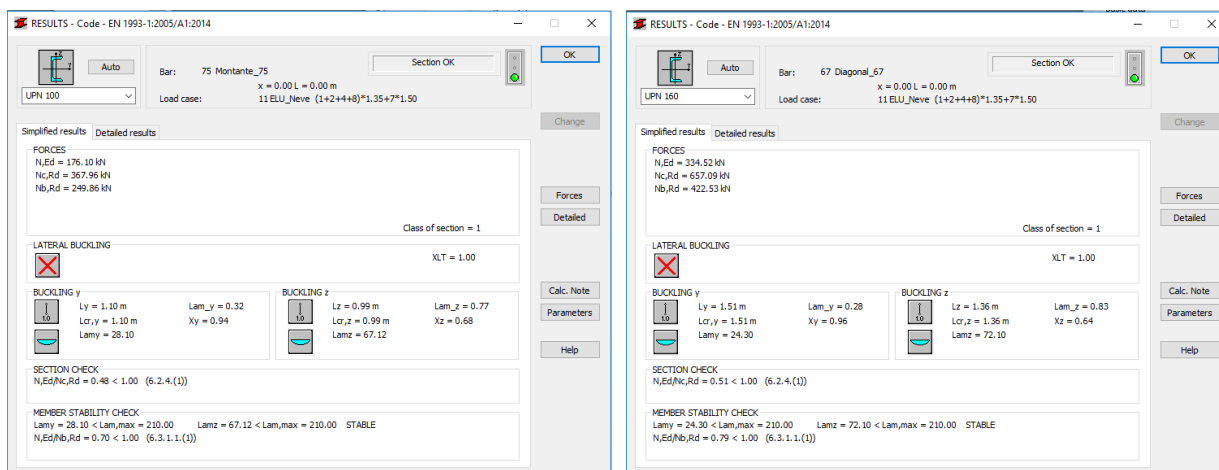 RESULTS - Code - EN 1993-1:2005/A1:2014
Auto
UPN 100
Bar: 75 Montante_75
x = 0.00 L = 0.00 m
Load case: 11 ELU_Neve (1+2+4+8)*1.35+7*1.50
Section OK
OK
Change
Simplified results Detailed results
FORCES
N,Ed = 176.10 kN
Nc,Rd = 367.96 kN
Nb,Rd = 249.86 kN
Class of section = 1
Forces
Detailed
LATERAL BUCKLING
XLT = 1.00
BUCKLING y
1.0
Ly = 1.10 m Lam_y = 0.32
Lcr,y = 1.10 m Xy = 0.94
Lamy = 28.10
BUCKLING z
1.0
Lz = 0.99 m Lam_z = 0.77
Lcr,z = 0.99 m Xz = 0.68
Lamz = 67.12
Calc. Note
Parameters
Help
SECTION CHECK
N,Ed/Nc,Rd = 0.48 < 1.00 (6.2.4.(1))
MEMBER STABILITY CHECK
Lamy = 28.10 < Lam,max = 210.00 Lamz = 67.12 < Lam,max = 210.00 STABLE
N,Ed/Nb,Rd = 0.70 < 1.00 (6.3.1.1.(1))
RESULTS - Code - EN 1993-1:2005/A1:2014
Auto
UPN 160
Bar: 67 Diagonal_67
x = 0.00 L = 0.00 m
Load case: 11 ELU_Neve (1+2+4+8)*1.35+7*1.50
Section OK
OK
Change
Simplified results Detailed results
FORCES
N,Ed = 334.52 kN
Nc,Rd = 657.09 kN
Nb,Rd = 422.53 kN
Class of section = 1
Forces
Detailed
LATERAL BUCKLING
XLT = 1.00
BUCKLING y
1.0
Ly = 1.51 m Lam_y = 0.28
Lcr,y = 1.51 m Xy = 0.96
Lamy = 24.30
BUCKLING z
1.0
Lz = 1.36 m Lam_z = 0.83
Lcr,z = 1.36 m Xz = 0.64
Lamz = 72.10
Calc. Note
Parameters
Help
SECTION CHECK
N,Ed/Nc,Rd = 0.51 < 1.00 (6.2.4.(1))
MEMBER STABILITY CHECK
Lamy = 24.30 < Lam,max = 210.00 Lamz = 72.10 < Lam,max = 210.00 STABLE
N,Ed/Nb,Rd = 0.79 < 1.00 (6.3.1.1.(1))